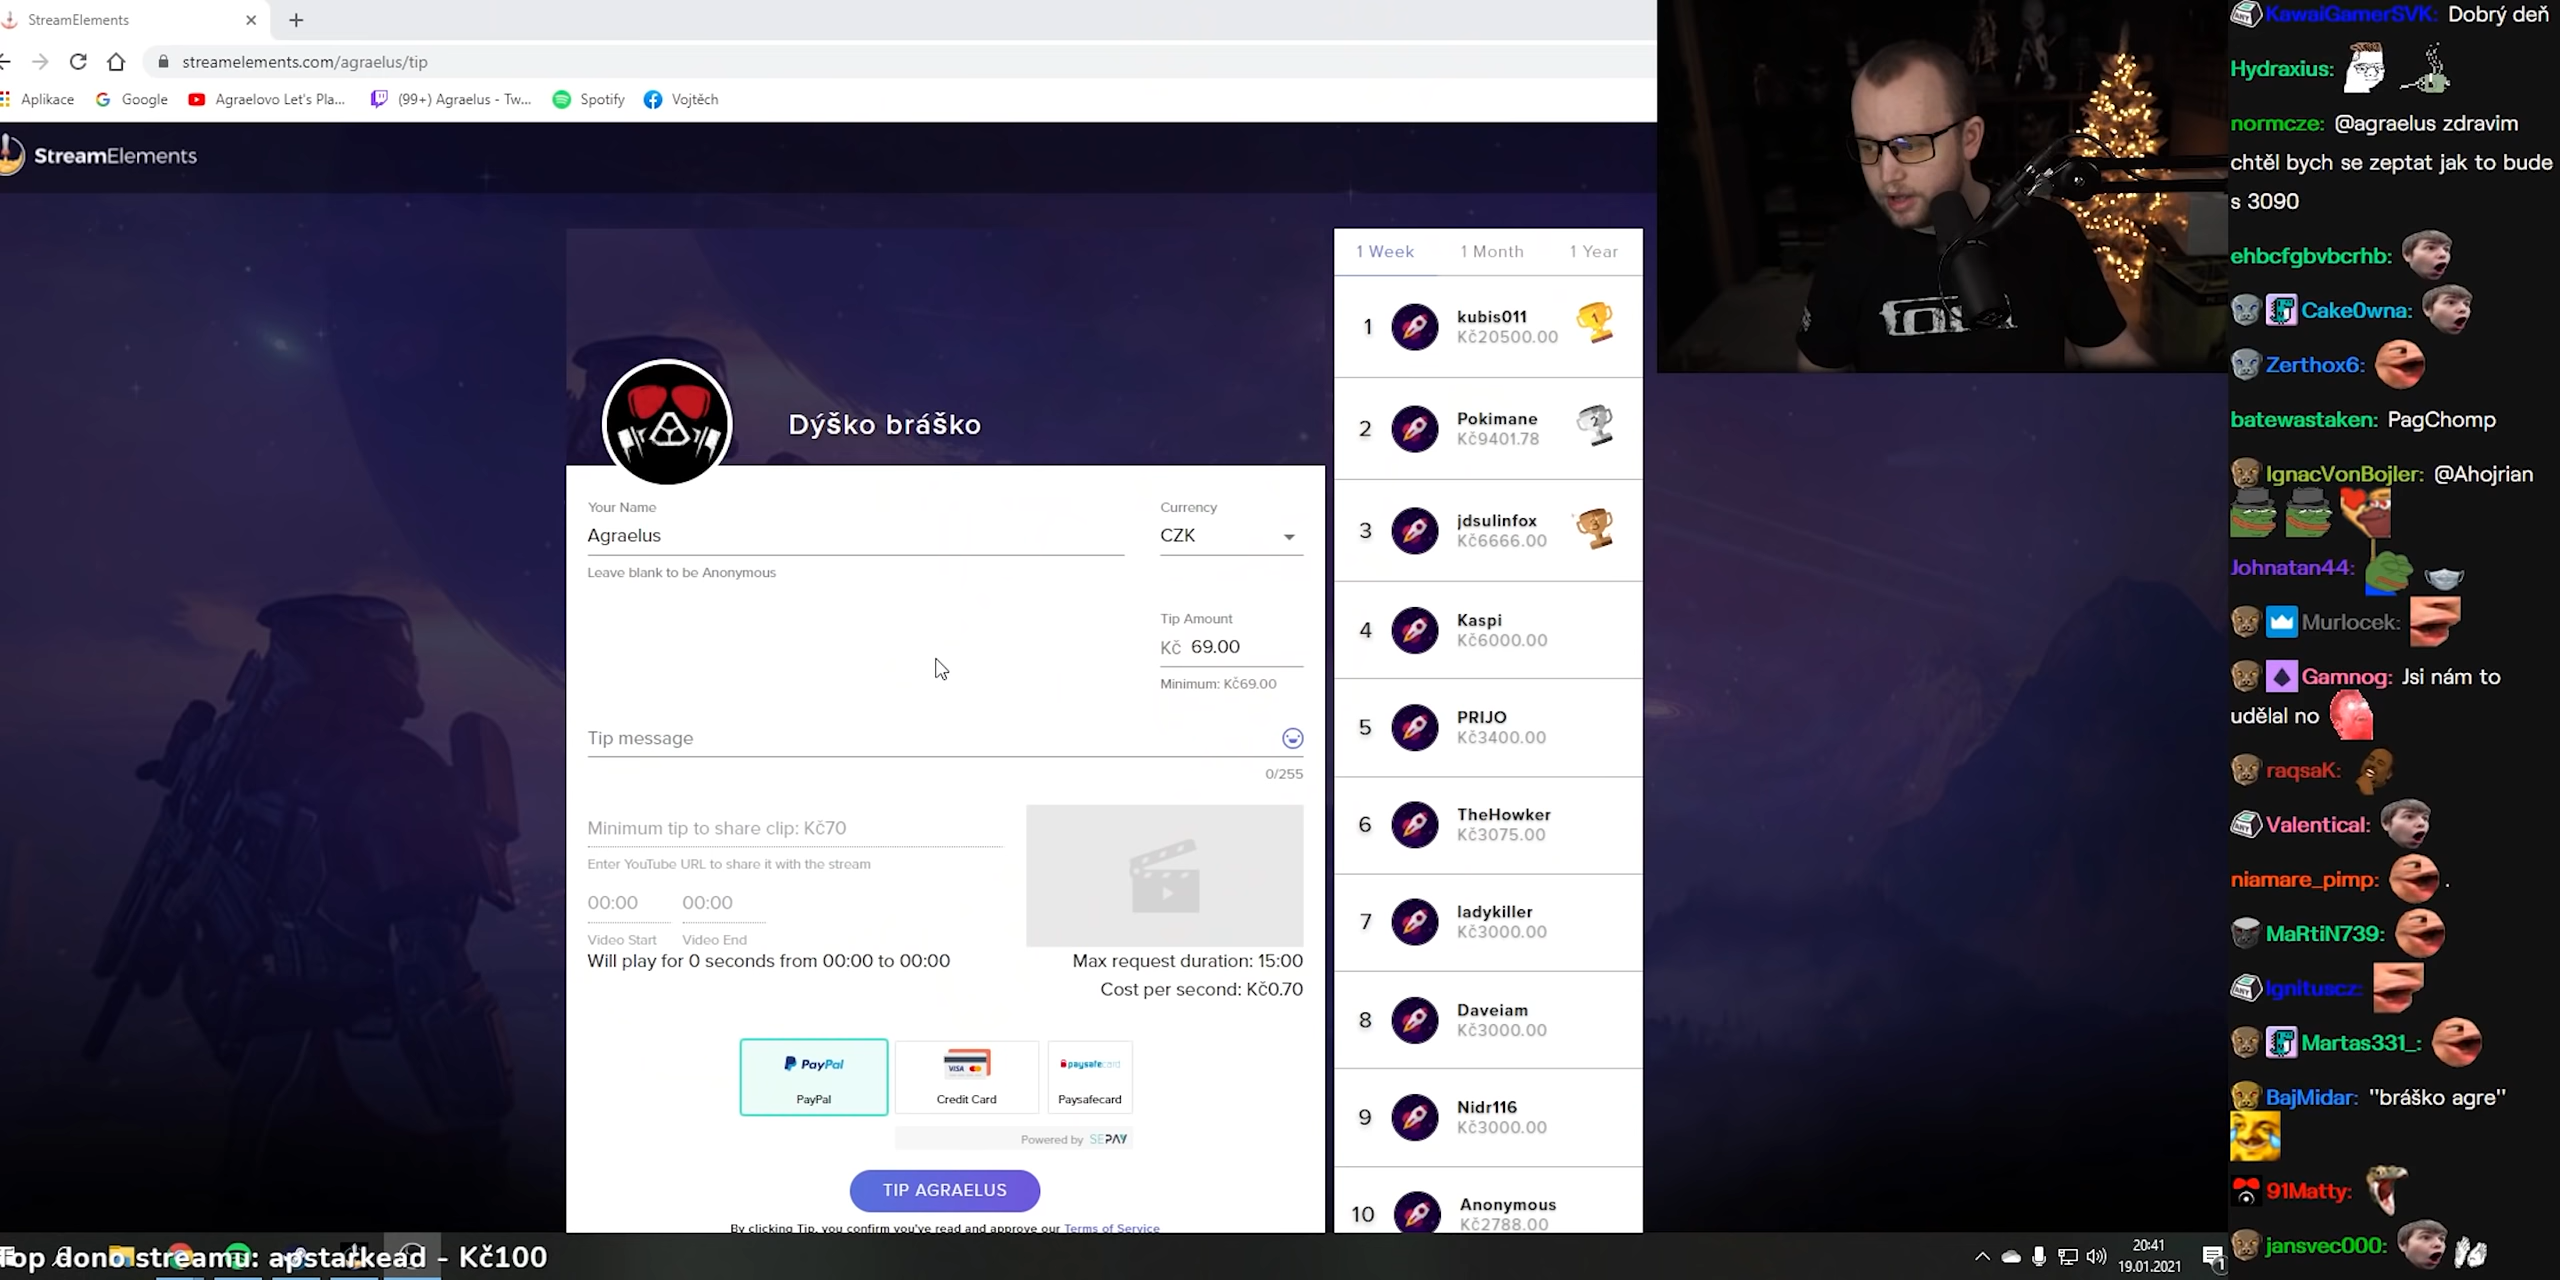 StreamElements
streamelements.com/agraelus/tip
Aplikace
Google
Agraelovo Let's Pla...
(99+) Agraelus - Tw...
Spotify
Vojtěch
StreamElements
Dýško bráško
Your Name
Agraelus
Leave blank to be Anonymous
Currency
CZK
Tip Amount
Kč 69.00
Minimum: Kč69.00
Tip message
0/255
Minimum tip to share clip: Kč70
Enter YouTube URL to share it with the stream
00:00 00:00
Video Start Video End
Will play for 0 seconds from 00:00 to 00:00
Max request duration: 15:00
Cost per second: Kč0.70
PayPal
PayPal
VISA
Credit Card
paysafecard
Paysafecard
Powered by SEPAY
TIP AGRAELUS
By clicking Tip, you confirm you've read and approve our Terms of Service
1 Week 1 Month 1 Year
1 kubis011
Kč20500.00
2 Pokimane
Kč9401.78
3 jdsulinfox
Kč6666.00
4 Kaspi
Kč6000.00
5 PRIJO
Kč3400.00
6 TheHowker
Kč3075.00
7 ladykiller
Kč3000.00
8 Daveiam
Kč3000.00
9 Nidr116
Kč3000.00
10 Anonymous
Kč2788.00
KawaiGamerSVK: Dobrý deň
Hydraxius:
normcze: @agraelus zdravim
chtěl bych se zeptat jak to bude
s 3090
ehbcfgbvbcrhb:
Cake0wna:
Zerthox6:
batewastaken: PagChomp
IgnacVonBojler: @Ahojrian
Johnatan44:
Murlocek:
Gamnog: Jsi nám to
udělal no
raqsaK:
Valentical:
niamare_pimp: .
MaRtiN739:
Ignituscz:
Martas331_:
BajMidar: "bráško agre"
91Matty:
jansvec000:
Top dono streamu: apstarkead - Kč100
20:41
19.01.2021
1